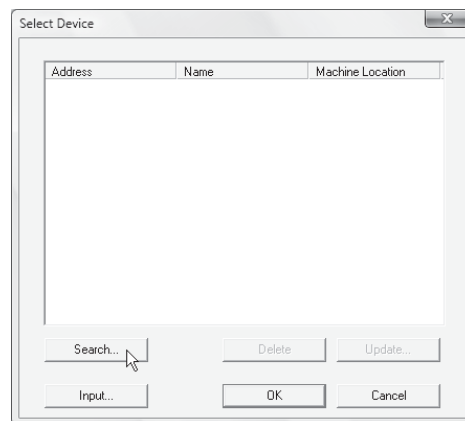 Select Device
Address Name Machine Location
Search... Delete Update...
Input... OK Cancel